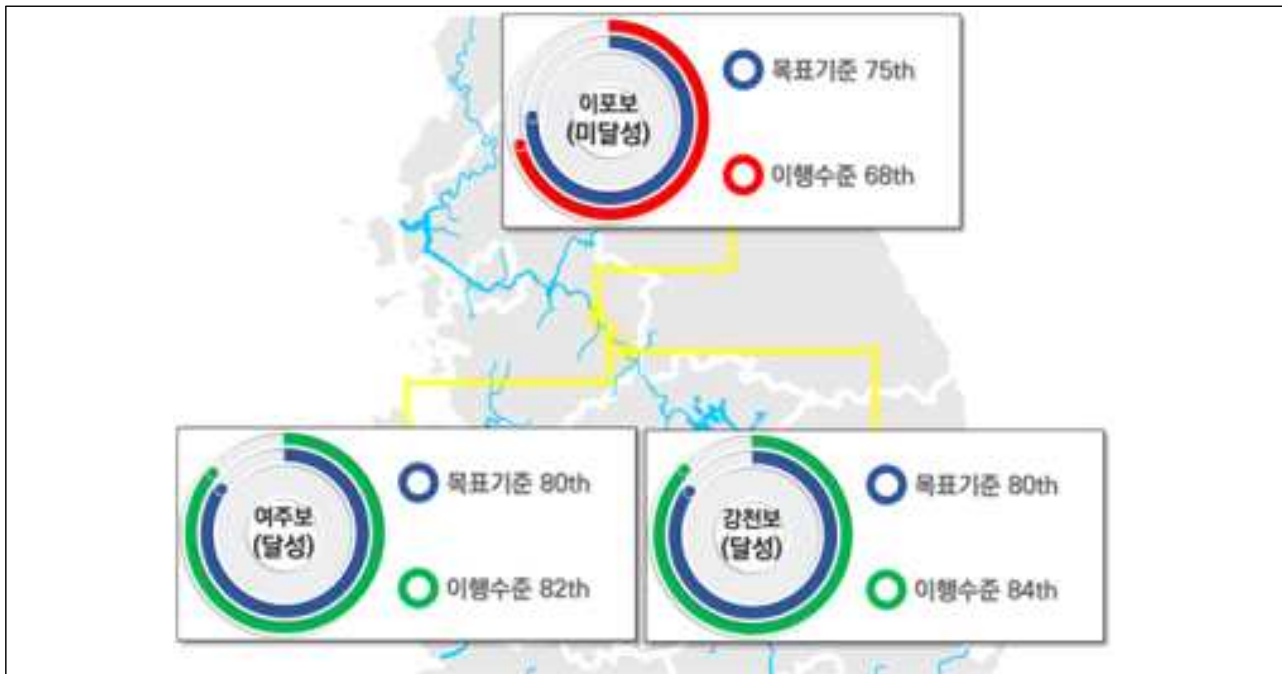 이포보
(미달성)
목표기준 75th
이행수준 68th
여주보
(달성)
목표기준 80th
이행수준 82th
강천보
(달성)
목표기준 80th
이행수준 84th